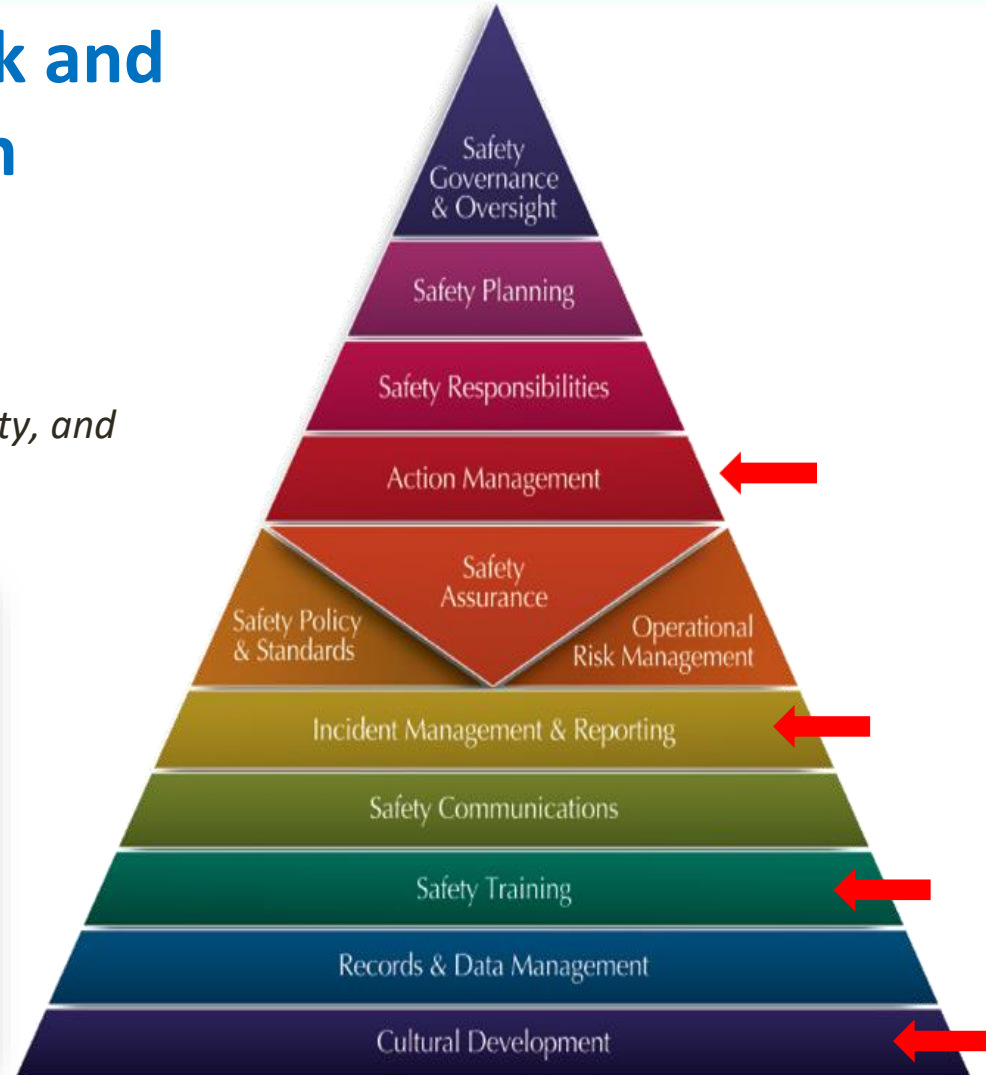 k and
n
ty, and
Safety
Governance
& Oversight
Safety Planning
Safety Responsibilities
Action Management
Safety
Assurance
Safety Policy
& Standards
Operational
Risk Management
Incident Management & Reporting
Safety Communications
Safety Training
Records & Data Management
Cultural Development